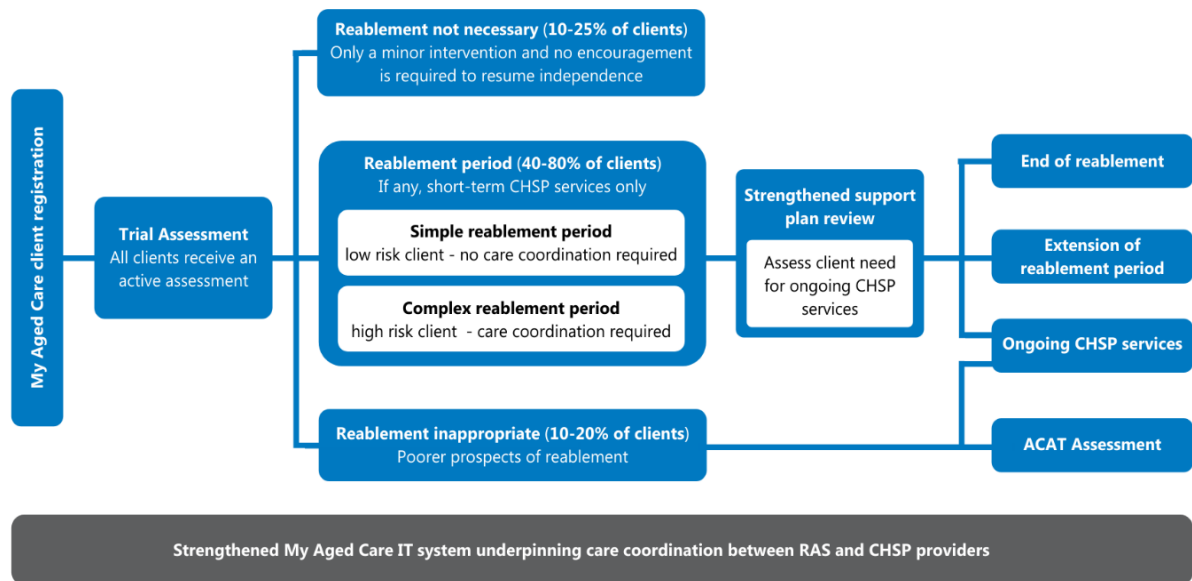 My Aged Care client registration
Trial Assessment
All clients receive an
active assessment
Reablement not necessary (10-25% of clients)
Only a minor intervention and no encouragement
is required to resume independence
Reablement period (40-80% of clients)
If any, short-term CHSP services only
Simple reablement period
low risk client - no care coordination required
Complex reablement period
high risk client - care coordination required
Reablement inappropriate (10-20% of clients)
Poorer prospects of reablement
Strengthened support
plan review
Assess client need
for ongoing CHSP
services
End of reablement
Extension of
reablement period
Ongoing CHSP services
ACAT Assessment
Strengthened My Aged Care IT system underpinning care coordination between RAS and CHSP providers